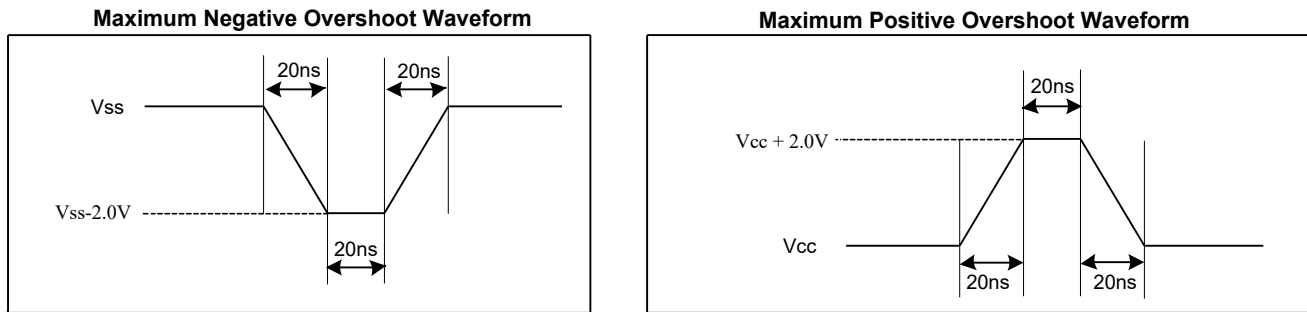 Maximum Negative Overshoot Waveform
20ns
20ns
Vss
Vss-2.0V
20ns
Maximum Positive Overshoot Waveform
20ns
Vcc + 2.0V
Vcc
20ns
20ns